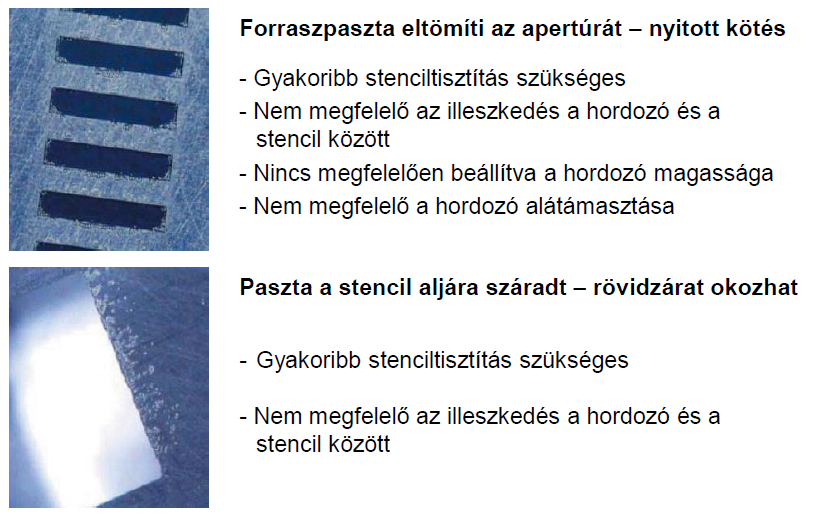 Forraszpaszta eltömíti az apertúrát – nyitott kötés
- Gyakoribb stenciltisztítás szükséges
- Nem megfelelő az illeszkedés a hordozó és a
stencil között
- Nincs megfelelően beállítva a hordozó magassága
- Nem megfelelő a hordozó alátámasztása
Paszta a stencil aljára száradt – rövidzárat okozhat
- Gyakoribb stenciltisztítás szükséges
- Nem megfelelő az illeszkedés a hordozó és a
stencil között